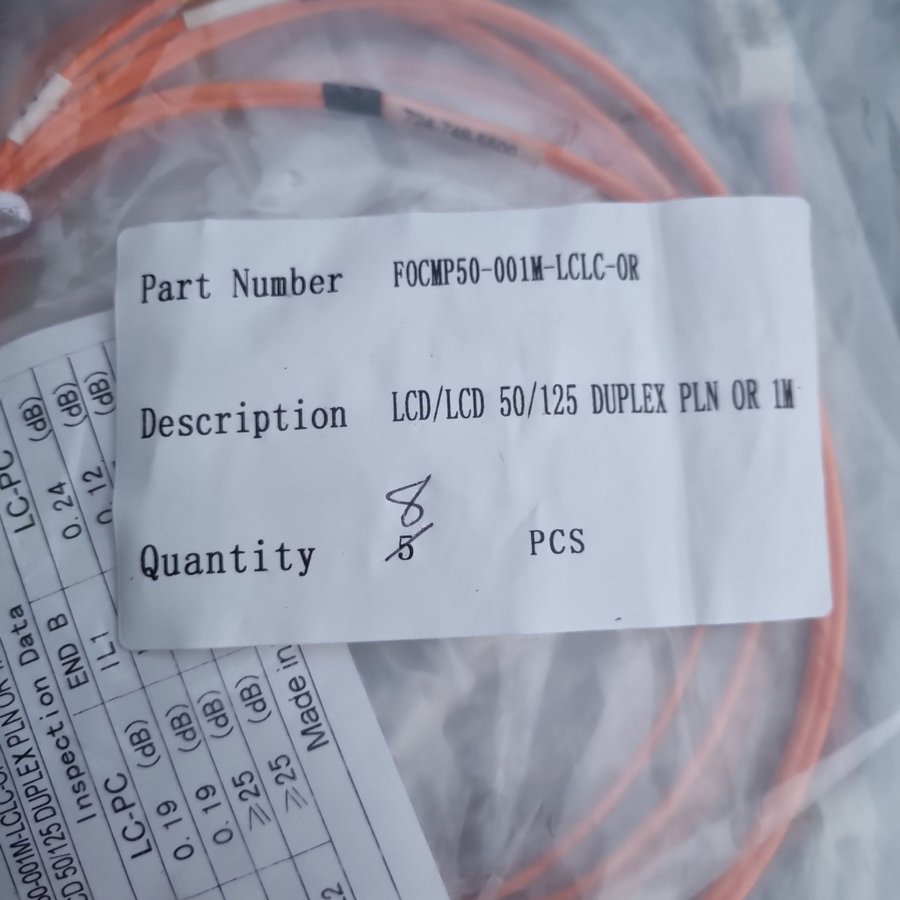 Part Number FOCMP50-001M-LCLC-OR
Description LCD/LCD 50/125 DUPLEX PLN OR 1M
8
Quantity 5 PCS
LC-PC (dB) (dB) (dB)
0.24 0.12
Inspection Data
END B IL1
50/125 DUPLEX PLN OR
LC-PC (dB) (dB) (dB) (dB)
0.19 0.19 ≥25 ≥25
Made in